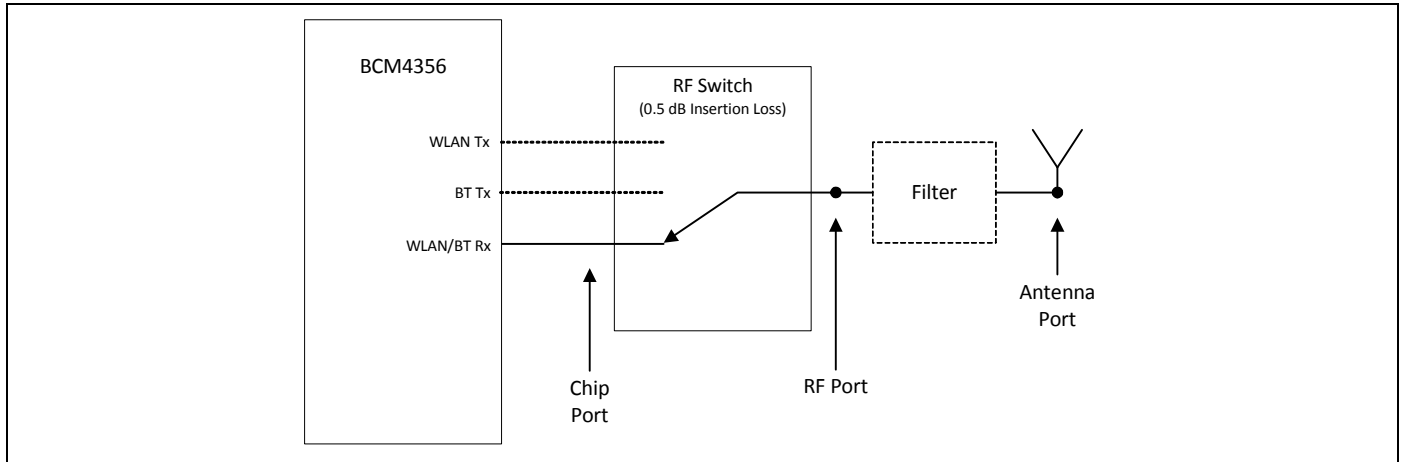 BCM4356
RF Switch
(0.5 dB Insertion Loss)
WLAN Tx
BT Tx
WLAN/BT Rx
Filter
Chip
Port
RF Port
Antenna
Port